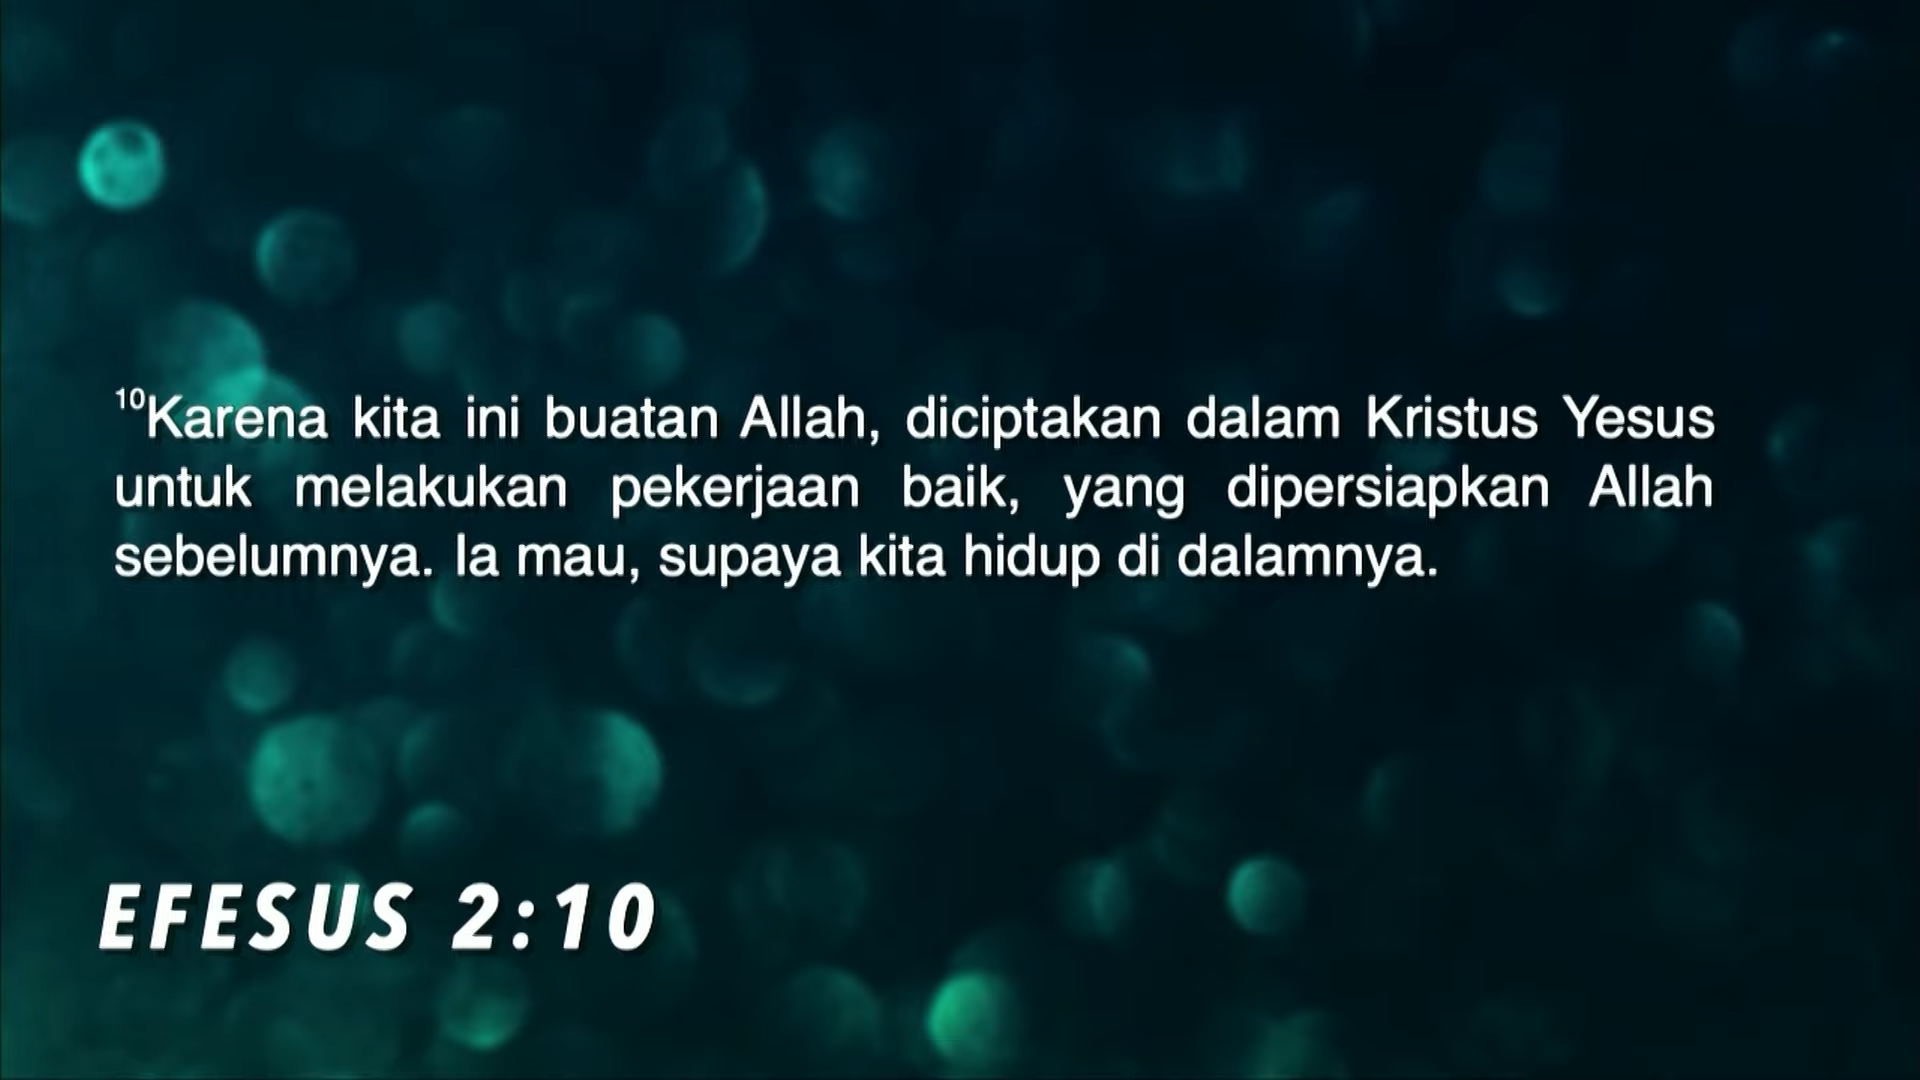 ¹⁰Karena kita ini buatan Allah, diciptakan dalam Kristus Yesus
untuk melakukan pekerjaan baik, yang dipersiapkan Allah
sebelumnya. Ia mau, supaya kita hidup di dalamnya.
EFESUS 2:10